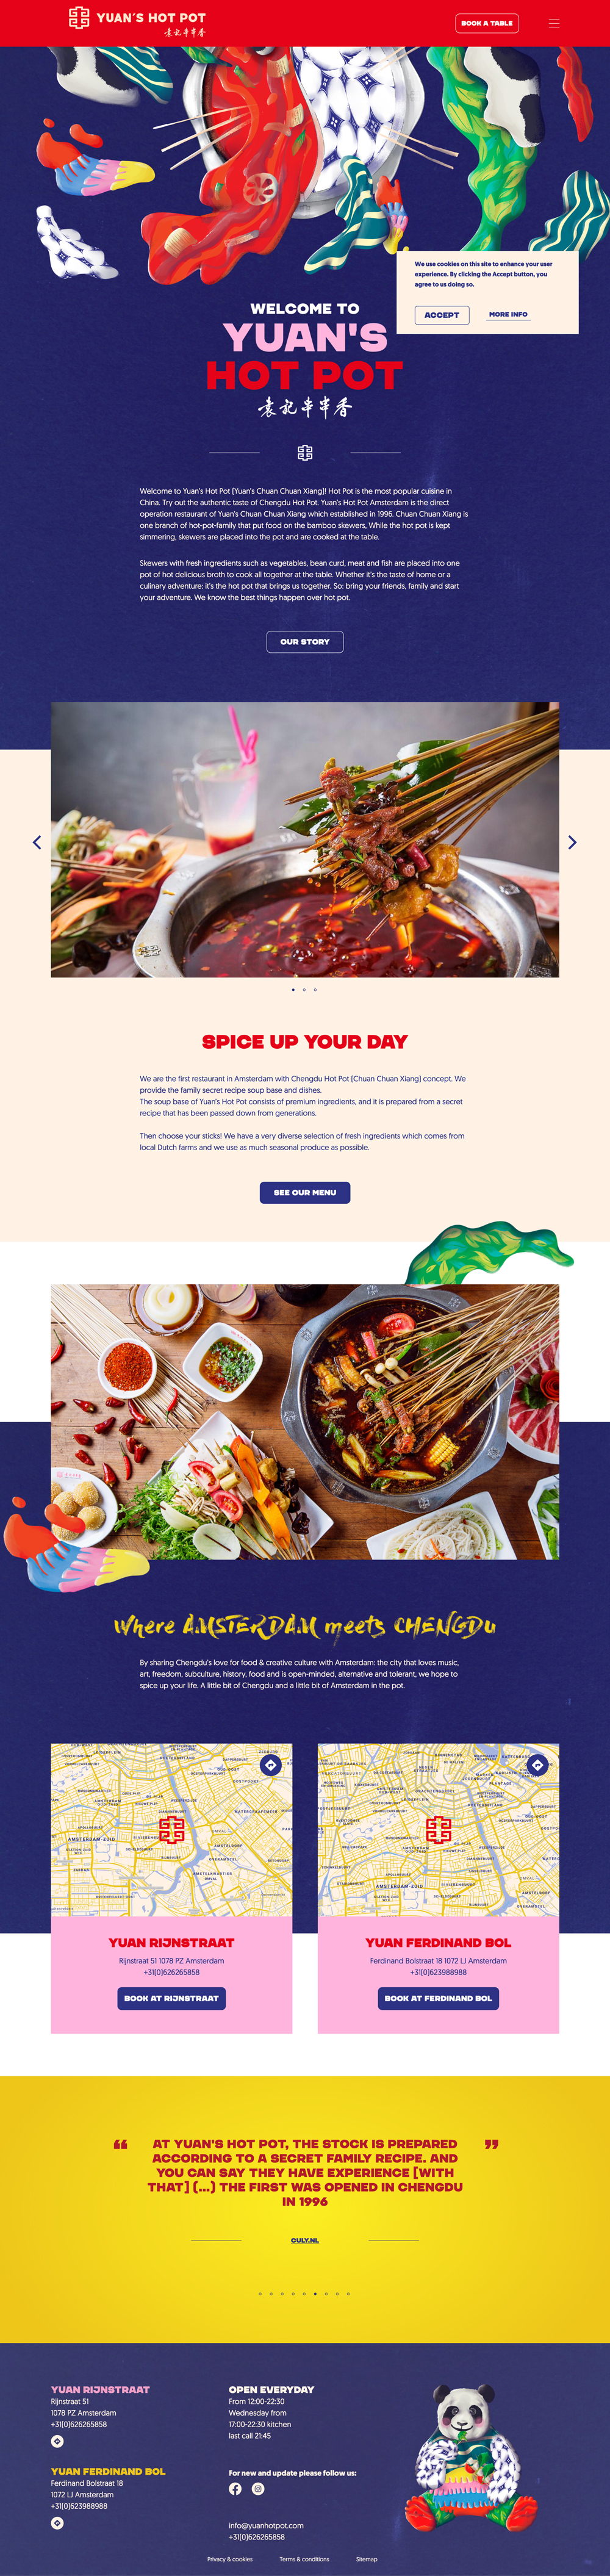 YUAN'S HOT POT
袁记串串香
BOOK A TABLE
We use cookies on this site to enhance your user
experience. By clicking the Accept button, you
agree to us doing so.
ACCEPT
MORE INFO
WELCOME TO
YUAN'S
HOT POT
袁记串串香
Welcome to Yuan's Hot Pot [Yuan's Chuan Chuan Xiang]! Hot Pot is the most popular cuisine in
China. Try out the authentic taste of Chengdu Hot Pot. Yuan's Hot Pot Amsterdam is the direct
operation restaurant of Yuan's Chuan Chuan Xiang which established in 1996. Chuan Chuan Xiang is
one branch of hot-pot-family that put food on the bamboo skewers, While the hot pot is kept
simmering, skewers are placed into the pot and are cooked at the table.
Skewers with fresh ingredients such as vegetables, bean curd, meat and fish are placed into one
pot of hot delicious broth to cook all together at the table. Whether it's the taste of home or a
culinary adventure: it's the hot pot that brings us together. So: bring your friends, family and start
your adventure. We know the best things happen over hot pot.
OUR STORY
SPICE UP YOUR DAY
We are the first restaurant in Amsterdam with Chengdu Hot Pot [Chuan Chuan Xiang] concept. We
provide the family secret recipe soup base and dishes.
The soup base of Yuan's Hot Pot consists of premium ingredients, and it is prepared from a secret
recipe that has been passed down from generations.
Then choose your sticks! We have a very diverse selection of fresh ingredients which comes from
local Dutch farms and we use as much seasonal produce as possible.
SEE OUR MENU
Where AMSTERDAM meets CHENGDU
By sharing Chengdu's love for food & creative culture with Amsterdam: the city that loves music,
art, freedom, subculture, history, food and is open-minded, alternative and tolerant, we hope to
spice up your life. A little bit of Chengdu and a little bit of Amsterdam in the pot.
YUAN RIJNSTRAAT
Rijnstraat 51 1078 PZ Amsterdam
+31[0]626265858
BOOK AT RIJNSTRAAT
YUAN FERDINAND BOL
Ferdinand Bolstraat 18 1072 LJ Amsterdam
+31[0]623988988
BOOK AT FERDINAND BOL
“ AT YUAN'S HOT POT, THE STOCK IS PREPARED ”
ACCORDING TO A SECRET FAMILY RECIPE. AND
YOU CAN SAY THEY HAVE EXPERIENCE [WITH
THAT] (...) THE FIRST WAS OPENED IN CHENGDU
IN 1996
CULY.NL
YUAN RIJNSTRAAT
Rijnstraat 51
1078 PZ Amsterdam
+31[0]626265858
YUAN FERDINAND BOL
Ferdinand Bolstraat 18
1072 LJ Amsterdam
+31[0]623988988
OPEN EVERYDAY
From 12:00-22:30
Wednesday from
17:00-22:30 kitchen
last call 21:45
For new and update please follow us:
info@yuanhotpot.com
+31[0]626265858
Privacy & cookies
Terms & conditions
Sitemap